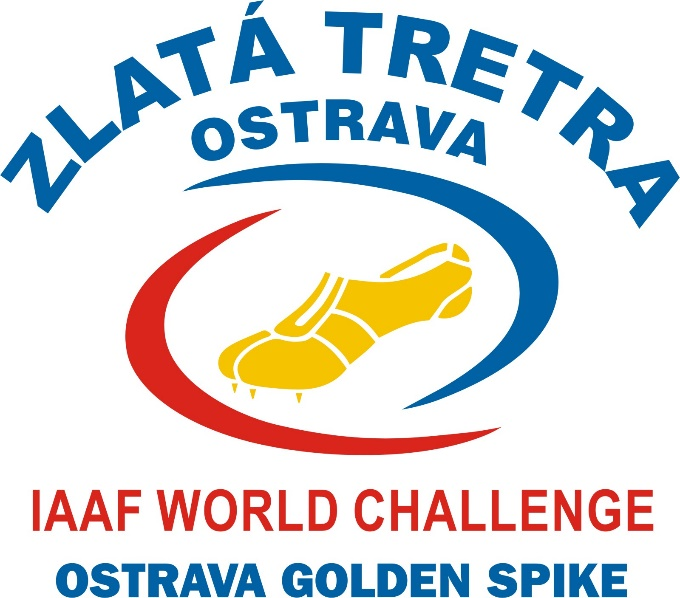 ZLATÁ TRETRA
OSTRAVA
IAAF WORLD CHALLENGE
OSTRAVA GOLDEN SPIKE